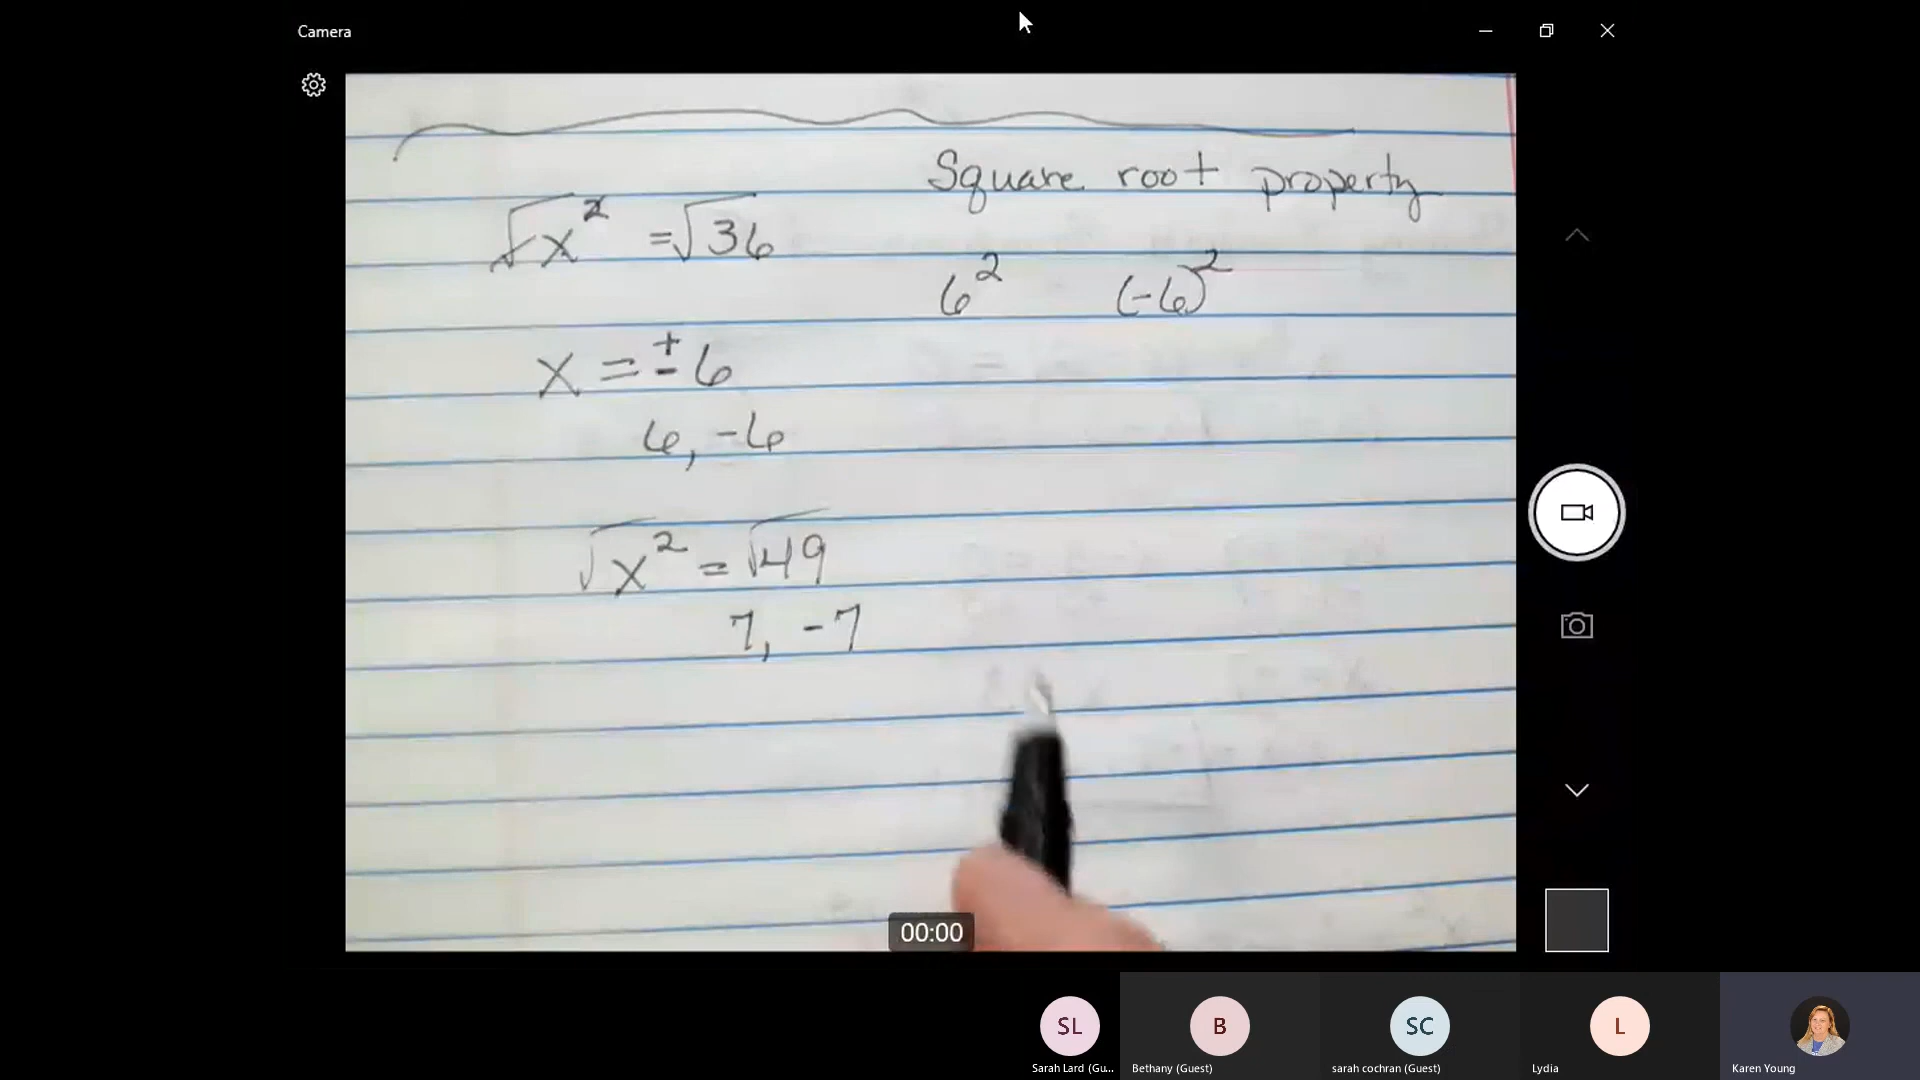 Camera
Square root property
√x² = √36
6² (-6)²
x = ± 6
6, -6
√x² = √49
7, -7
00:00
SL B SC L
Sarah Lard (Gu... Bethany (Guest) sarah cochran (Guest) Lydia Karen Young